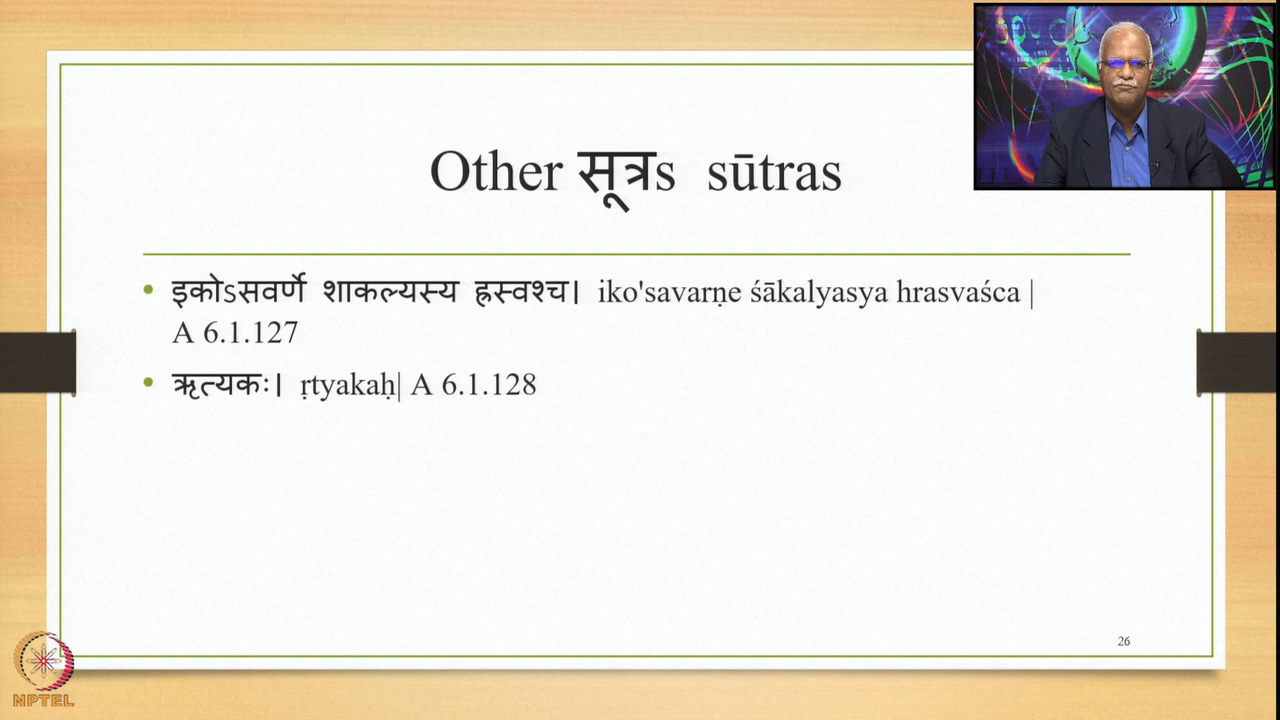 Other सूत्रs sūtras
• इकोऽसवर्णे शाकल्यस्य ह्रस्वश्च। iko'savarṇe śākalyasya hrasvaśca |
A 6.1.127
• ऋत्यकः। ṛtyakaḥ| A 6.1.128
26
NPTEL